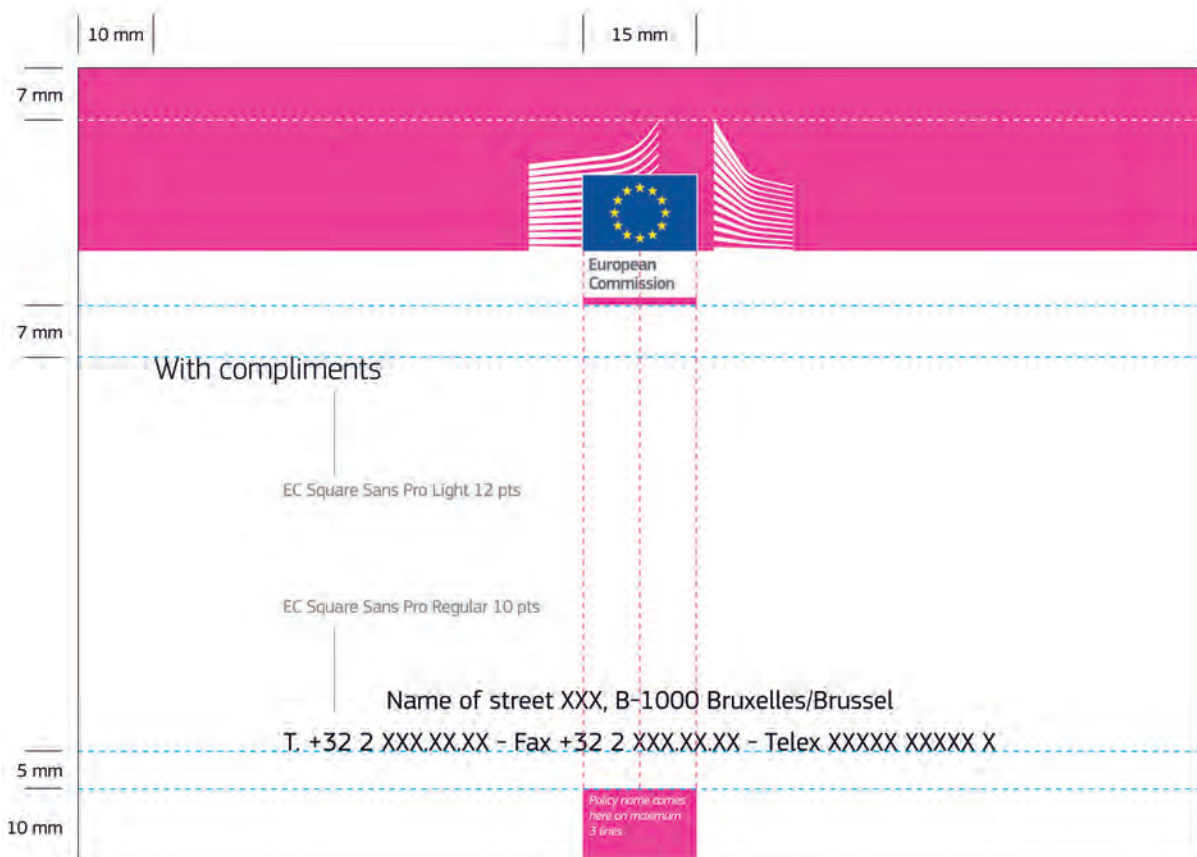 10 mm
15 mm
7 mm
European
Commission
7 mm
With compliments
EC Square Sans Pro Light 12 pts
EC Square Sans Pro Regular 10 pts
Name of street XXX, B-1000 Bruxelles/Brussel
T. +32 2 XXX.XX.XX - Fax +32 2 XXX.XX.XX - Telex XXXXX XXXXX X
5 mm
Policy name comes
here on maximum
3 lines
10 mm